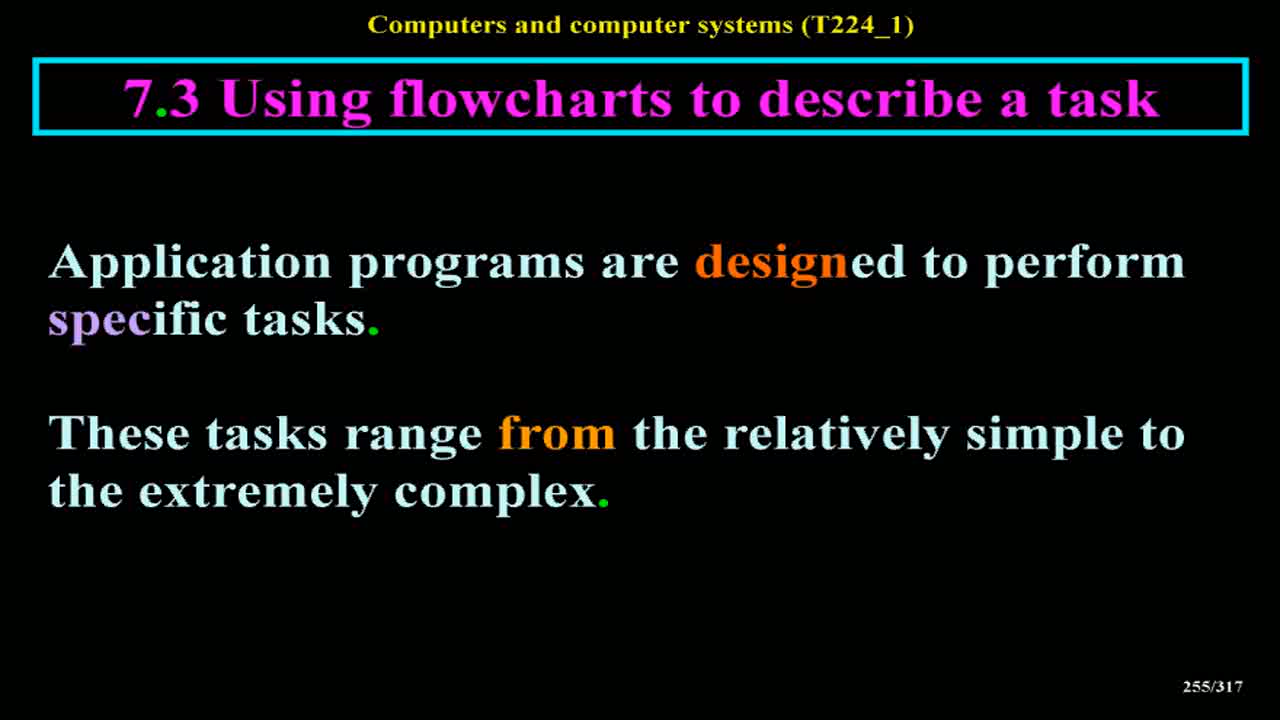 Computers and computer systems (T224_1)
7.3 Using flowcharts to describe a task
Application programs are designed to perform
specific tasks.
These tasks range from the relatively simple to
the extremely complex.
255/317